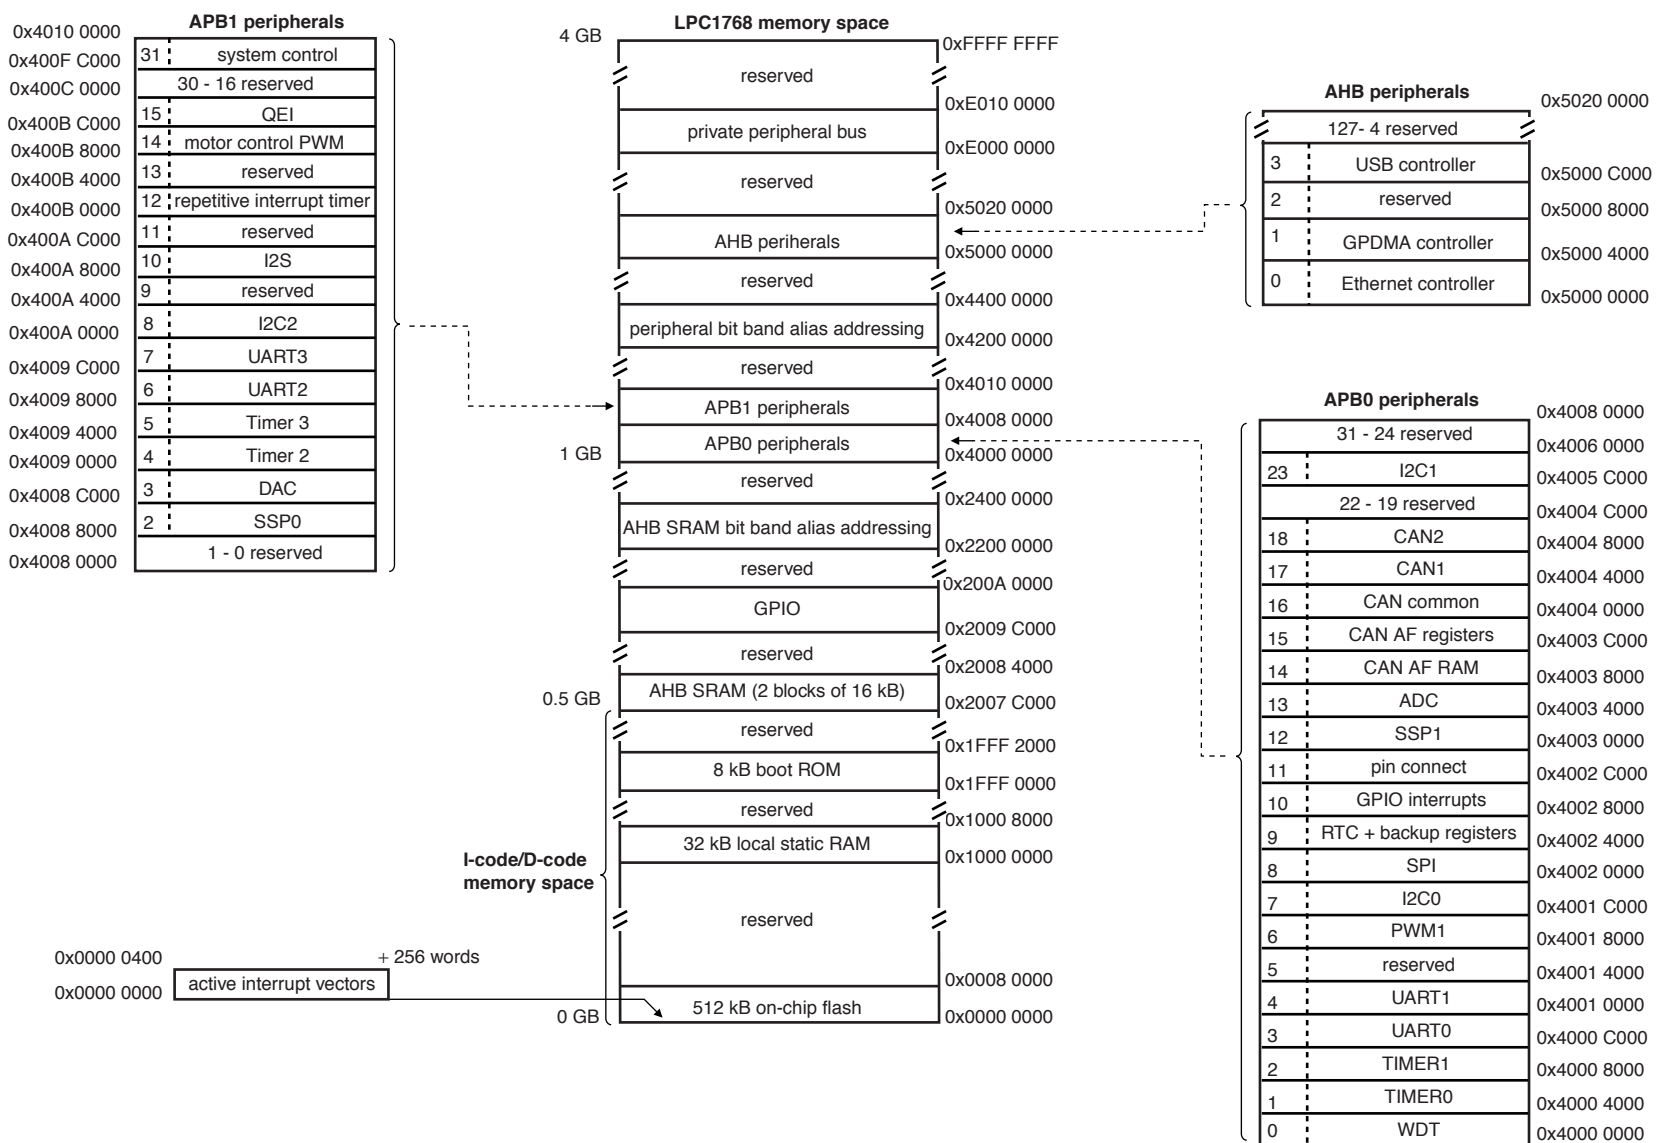 APB1 peripherals
0x4010 0000
31 system control
0x400F C000
30 - 16 reserved
0x400C 0000
15 QEI
0x400B C000
14 motor control PWM
0x400B 8000
13 reserved
0x400B 4000
12 repetitive interrupt timer
0x400B 0000
11 reserved
0x400A C000
10 I2S
0x400A 8000
9 reserved
0x400A 4000
8 I2C2
0x400A 0000
7 UART3
0x4009 C000
6 UART2
0x4009 8000
5 Timer 3
0x4009 4000
4 Timer 2
0x4009 0000
3 DAC
0x4008 C000
2 SSP0
0x4008 8000
1 - 0 reserved
0x4008 0000
LPC1768 memory space
4 GB
0xFFFF FFFF
reserved
0xE010 0000
private peripheral bus
0xE000 0000
reserved
0x5020 0000
AHB periherals
0x5000 0000
reserved
0x4400 0000
peripheral bit band alias addressing
0x4200 0000
reserved
0x4010 0000
APB1 peripherals
0x4008 0000
APB0 peripherals
1 GB
0x4000 0000
reserved
0x2400 0000
AHB SRAM bit band alias addressing
0x2200 0000
reserved
0x200A 0000
GPIO
0x2009 C000
reserved
0x2008 4000
AHB SRAM (2 blocks of 16 kB)
0.5 GB
0x2007 C000
reserved
0x1FFF 2000
8 kB boot ROM
0x1FFF 0000
reserved
0x1000 8000
32 kB local static RAM
0x1000 0000
I-code/D-code
memory space
reserved
0x0008 0000
512 kB on-chip flash
0 GB
0x0000 0000
0x0000 0400
+ 256 words
active interrupt vectors
0x0000 0000
AHB peripherals
0x5020 0000
127- 4 reserved
3 USB controller
0x5000 C000
2 reserved
0x5000 8000
1 GPDMA controller
0x5000 4000
0 Ethernet controller
0x5000 0000
APB0 peripherals
0x4008 0000
31 - 24 reserved
0x4006 0000
23 I2C1
0x4005 C000
22 - 19 reserved
0x4004 C000
18 CAN2
0x4004 8000
17 CAN1
0x4004 4000
16 CAN common
0x4004 0000
15 CAN AF registers
0x4003 C000
14 CAN AF RAM
0x4003 8000
13 ADC
0x4003 4000
12 SSP1
0x4003 0000
11 pin connect
0x4002 C000
10 GPIO interrupts
0x4002 8000
9 RTC + backup registers
0x4002 4000
8 SPI
0x4002 0000
7 I2C0
0x4001 C000
6 PWM1
0x4001 8000
5 reserved
0x4001 4000
4 UART1
0x4001 0000
3 UART0
0x4000 C000
2 TIMER1
0x4000 8000
1 TIMER0
0x4000 4000
0 WDT
0x4000 0000